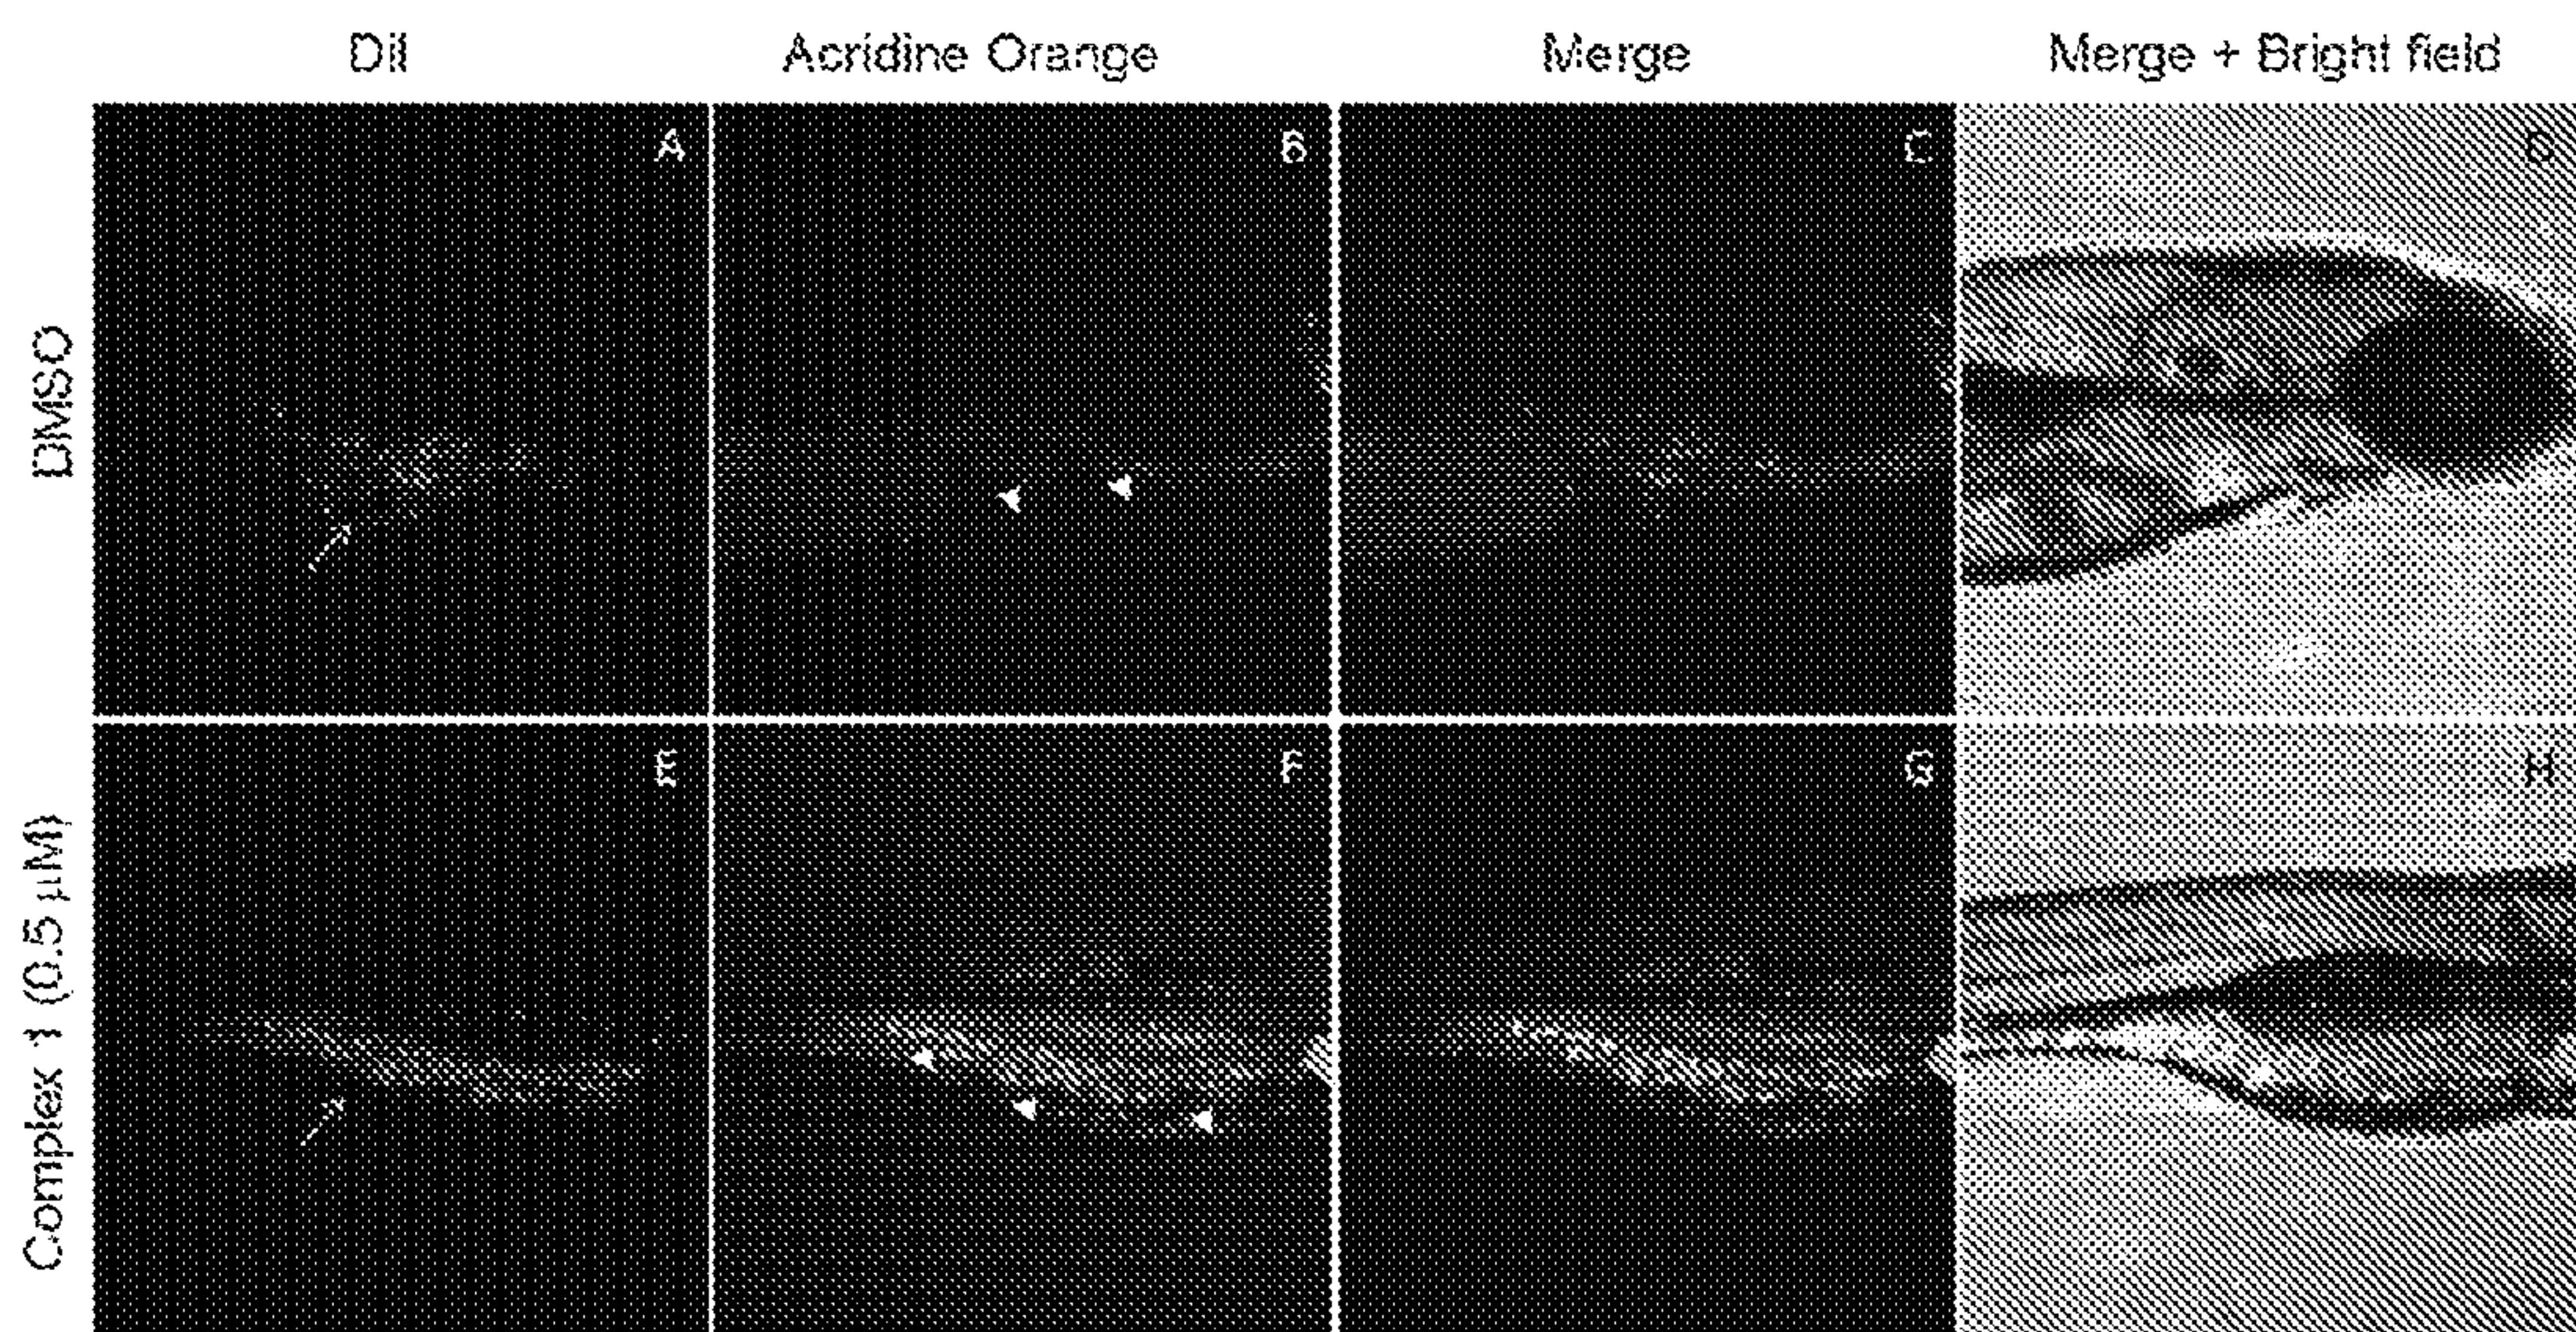 DiI Acridine Orange Merge Merge + Bright field
DMSO
A B C D
Complex 1 (0.5 µM)
E F G H